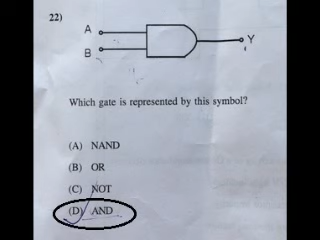 22)
A
B
Y
Which gate is represented by this symbol?
(A) NAND
(B) OR
(C) NOT
(D) AND